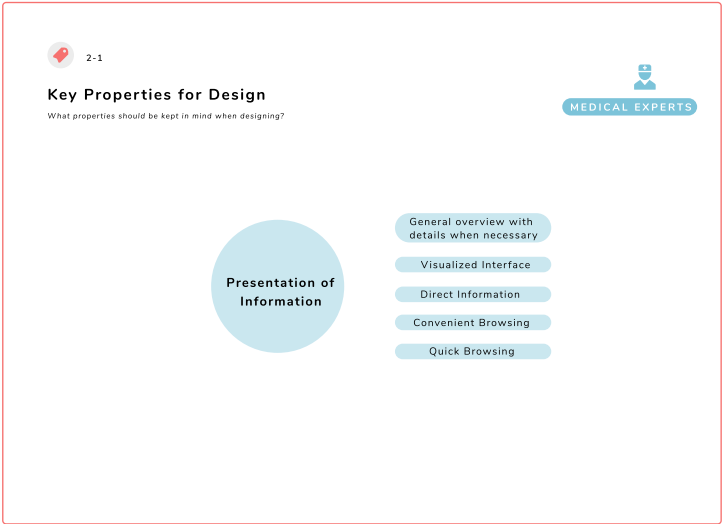 2-1
Key Properties for Design
What properties should be kept in mind when designing?
MEDICAL EXPERTS
Presentation of
Information
General overview with
details when necessary
Visualized Interface
Direct Information
Convenient Browsing
Quick Browsing